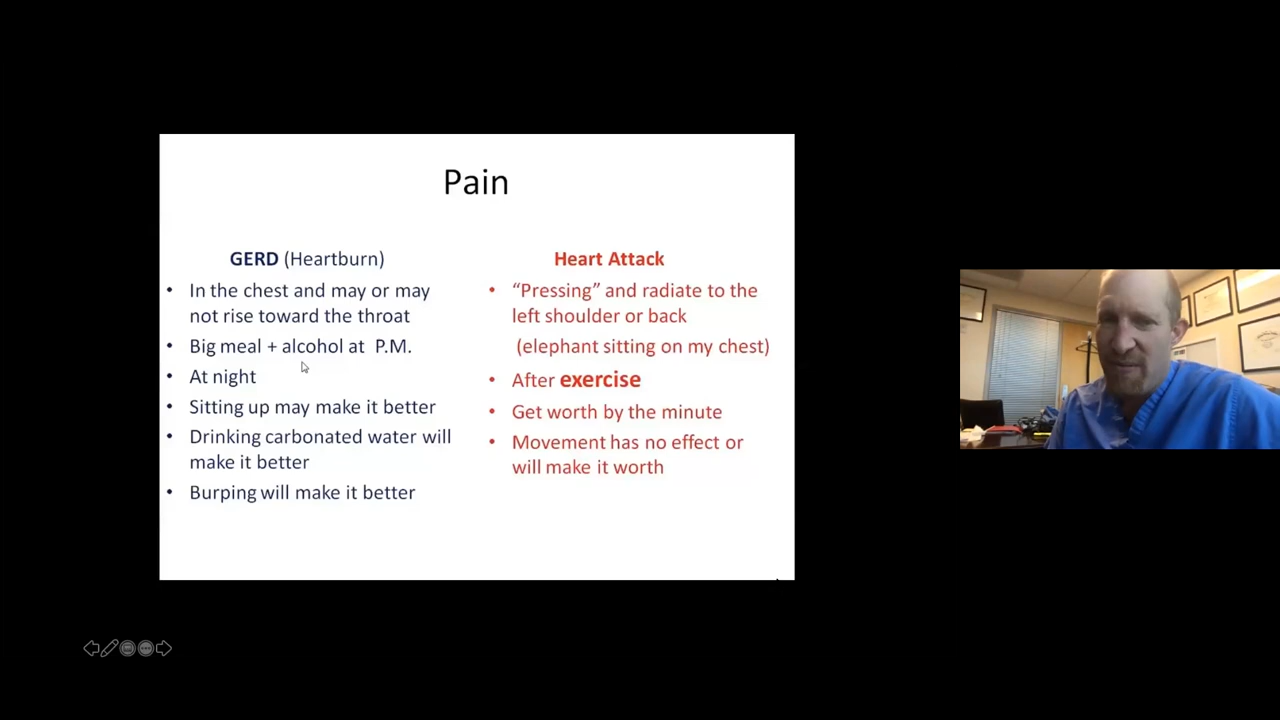 Pain
GERD (Heartburn)
• In the chest and may or may
not rise toward the throat
• Big meal + alcohol at P.M.
• At night
• Sitting up may make it better
• Drinking carbonated water will
make it better
• Burping will make it better
Heart Attack
• “Pressing” and radiate to the
left shoulder or back
(elephant sitting on my chest)
• After exercise
• Get worth by the minute
• Movement has no effect or
will make it worth